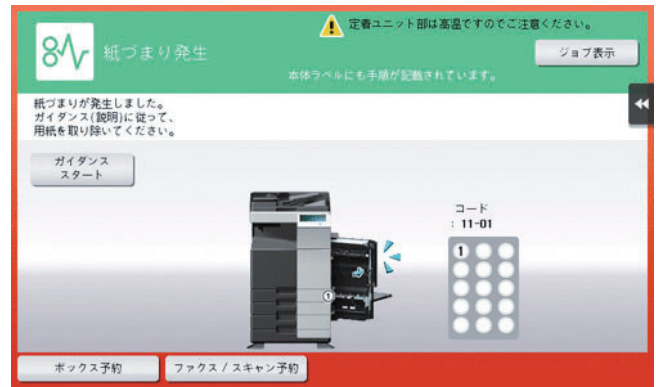 定着ユニット部は高温ですのでご注意ください。
紙づまり発生
ジョブ表示
本体ラベルにも手順が記載されています。
紙づまりが発生しました。
ガイダンス(説明)に従って、
用紙を取り除いてください。
ガイダンス
スタート
コード
: 11-01
1
1
ボックス予約
ファクス / スキャン予約